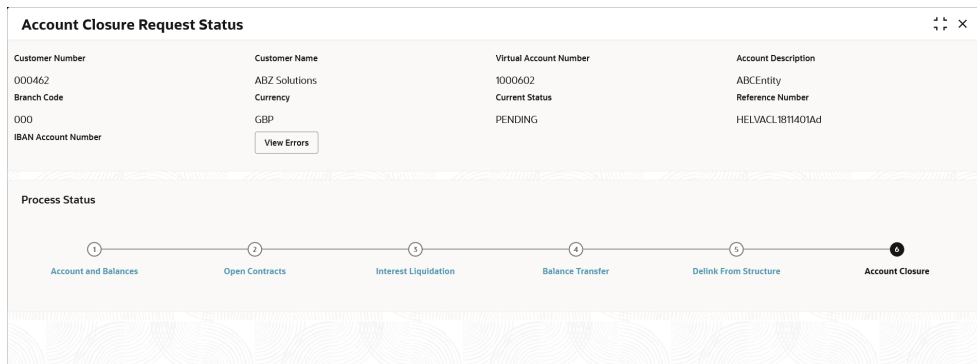 Account Closure Request Status
Customer Number Customer Name Virtual Account Number Account Description
000462 ABZ Solutions 1000602 ABCEntity
Branch Code Currency Current Status Reference Number
000 GBP PENDING HELVACL1811401Ad
IBAN Account Number View Errors
Process Status
1 2 3 4 5 6
Account and Balances Open Contracts Interest Liquidation Balance Transfer Delink From Structure Account Closure